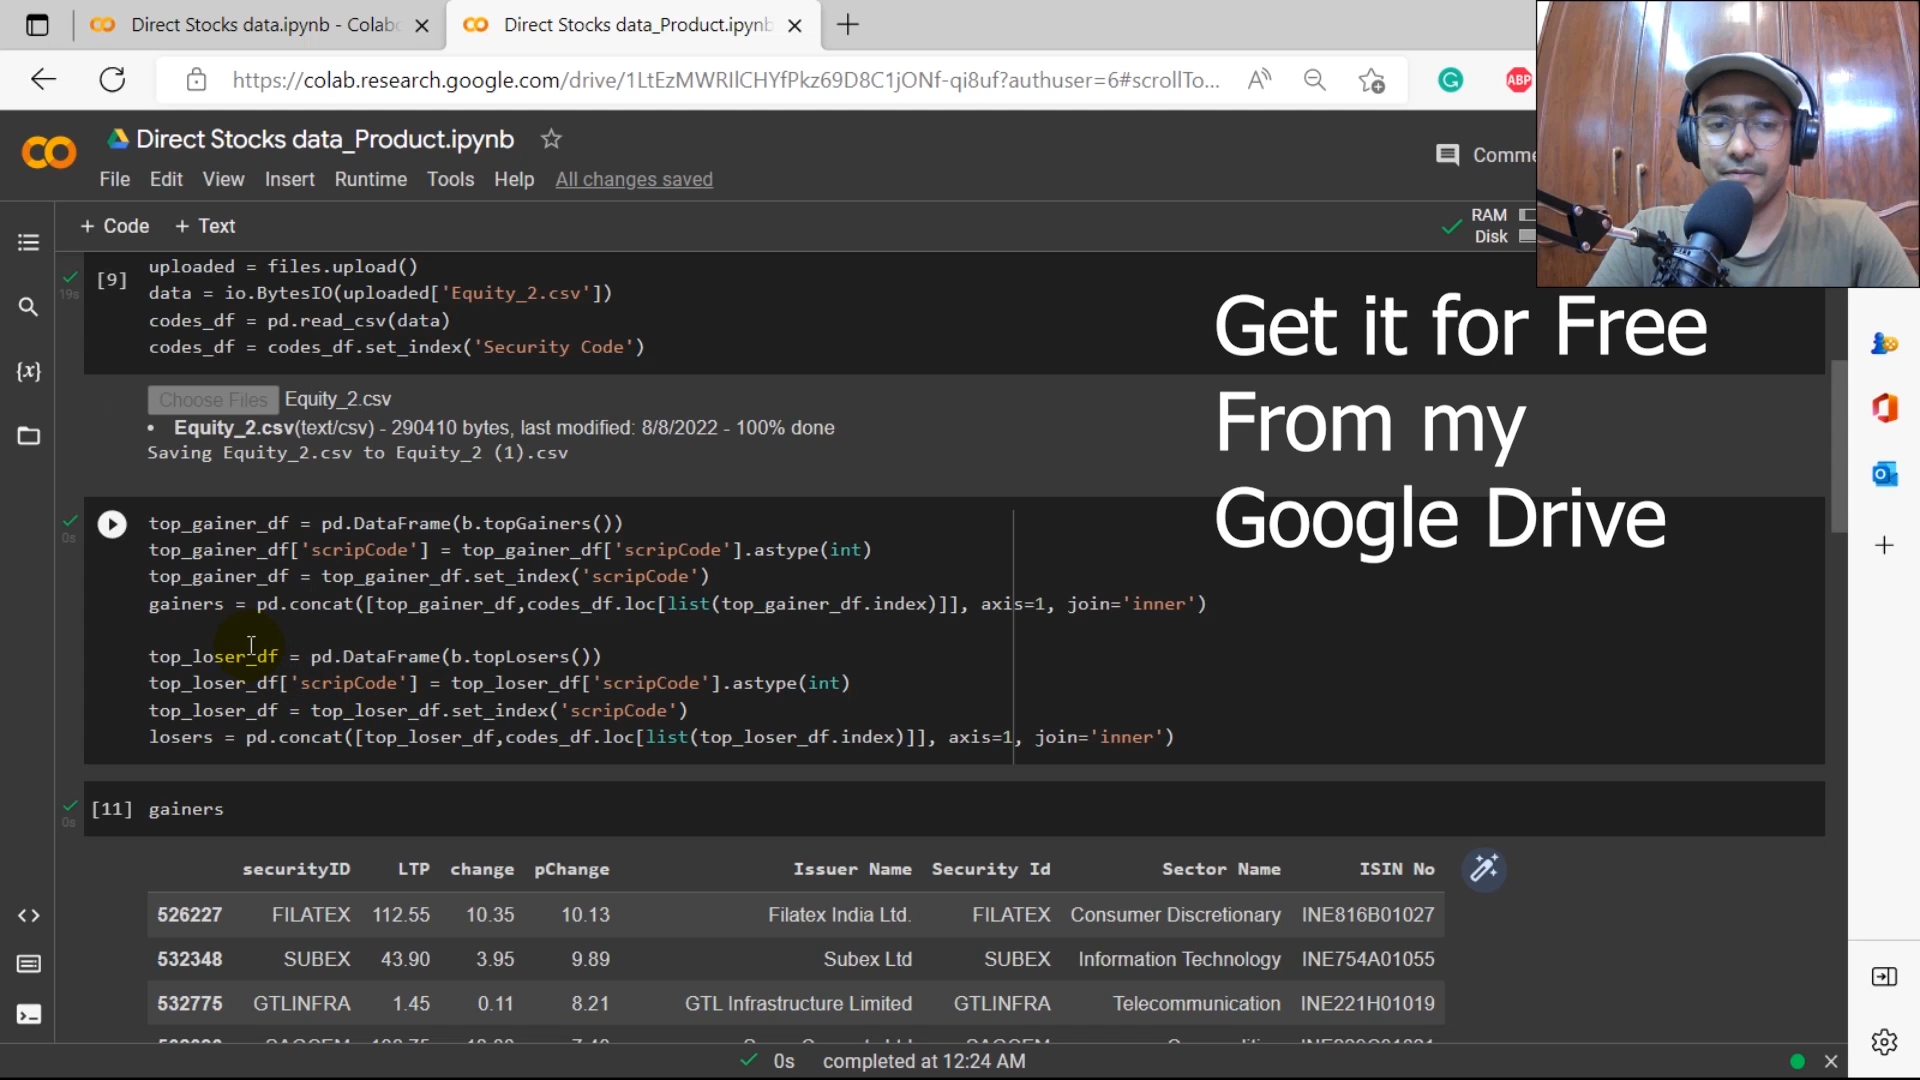 Direct Stocks data.ipynb - Colab
Direct Stocks data_Product.ipynb
https://colab.research.google.com/drive/1LtEzMWRIlCHYfPkz69D8C1jONf-qi8uf?authuser=6#scrollTo...
ABP
Direct Stocks data_Product.ipynb
Comme
File Edit View Insert Runtime Tools Help All changes saved
+ Code + Text
RAM
Disk
[9]
19s
uploaded = files.upload()
data = io.BytesIO(uploaded['Equity_2.csv'])
codes_df = pd.read_csv(data)
codes_df = codes_df.set_index('Security Code')
Get it for Free
From my
Google Drive
Choose Files Equity_2.csv
• Equity_2.csv(text/csv) - 290410 bytes, last modified: 8/8/2022 - 100% done
Saving Equity_2.csv to Equity_2 (1).csv
0s
top_gainer_df = pd.DataFrame(b.topGainers())
top_gainer_df['scripCode'] = top_gainer_df['scripCode'].astype(int)
top_gainer_df = top_gainer_df.set_index('scripCode')
gainers = pd.concat([top_gainer_df,codes_df.loc[list(top_gainer_df.index)]], axis=1, join='inner')
top_loser_df = pd.DataFrame(b.topLosers())
top_loser_df['scripCode'] = top_loser_df['scripCode'].astype(int)
top_loser_df = top_loser_df.set_index('scripCode')
losers = pd.concat([top_loser_df,codes_df.loc[list(top_loser_df.index)]], axis=1, join='inner')
[11] gainers
0s
securityID LTP change pChange Issuer Name Security Id Sector Name ISIN No
526227 FILATEX 112.55 10.35 10.13 Filatex India Ltd. FILATEX Consumer Discretionary INE816B01027
532348 SUBEX 43.90 3.95 9.89 Subex Ltd SUBEX Information Technology INE754A01055
532775 GTLINFRA 1.45 0.11 8.21 GTL Infrastructure Limited GTLINFRA Telecommunication INE221H01019
0s completed at 12:24 AM